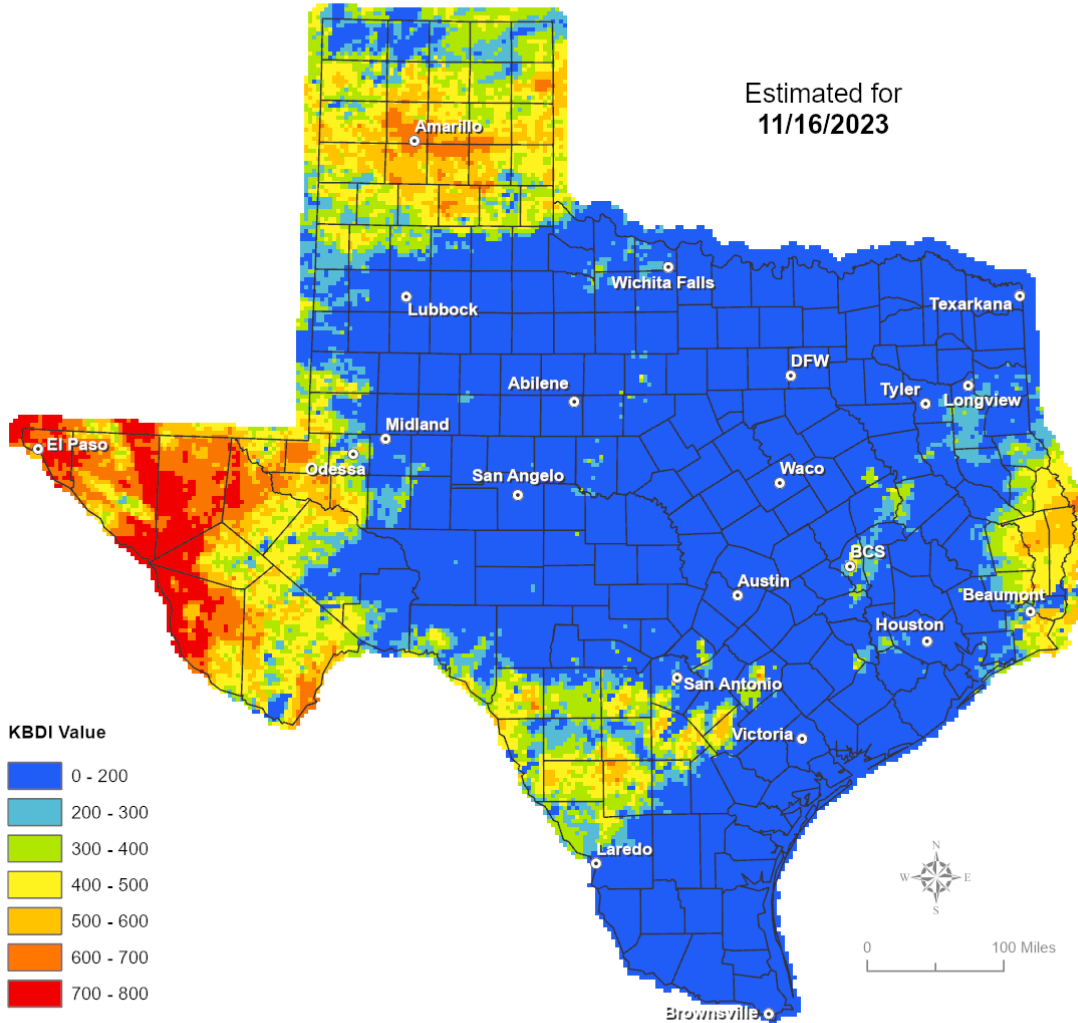 Estimated for
11/16/2023
Amarillo
Wichita Falls
Lubbock
Texarkana
DFW
Abilene
Tyler
Longview
Midland
El Paso
Odessa
San Angelo
Waco
BCS
Austin
Beaumont
Houston
San Antonio
Victoria
KBDI Value
0 - 200
200 - 300
300 - 400
400 - 500
500 - 600
600 - 700
700 - 800
Laredo
N
W E
S
0 100 Miles
Brownsville